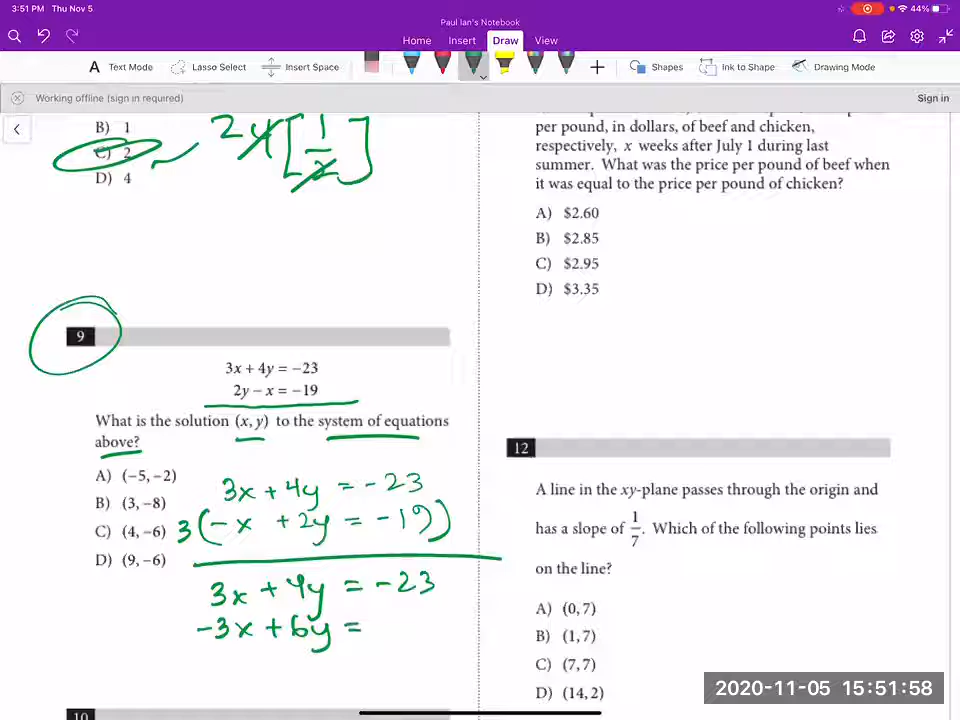 3:51 PM Thu Nov 5
44%
Paul Ian's Notebook
Home Insert Draw View
A Text Mode Lasso Select Insert Space Shapes Ink to Shape Drawing Mode
Working offline (sign in required) Sign in
B) 1
C) 2
D) 4
24[1/2]
9
3x + 4y = −23
2y − x = −19
What is the solution (x, y) to the system of equations
above?
A) (−5, −2)
B) (3, −8)
C) (4, −6)
D) (9, −6)
3x + 4y = -23
3(-x + 2y = -19)
3x + 4y = -23
-3x + 6y =
10
per pound, in dollars, of beef and chicken,
respectively, x weeks after July 1 during last
summer. What was the price per pound of beef when
it was equal to the price per pound of chicken?
A) $2.60
B) $2.85
C) $2.95
D) $3.35
12
A line in the xy-plane passes through the origin and
has a slope of 1/7. Which of the following points lies
on the line?
A) (0, 7)
B) (1, 7)
C) (7, 7)
D) (14, 2)
2020-11-05 15:51:58